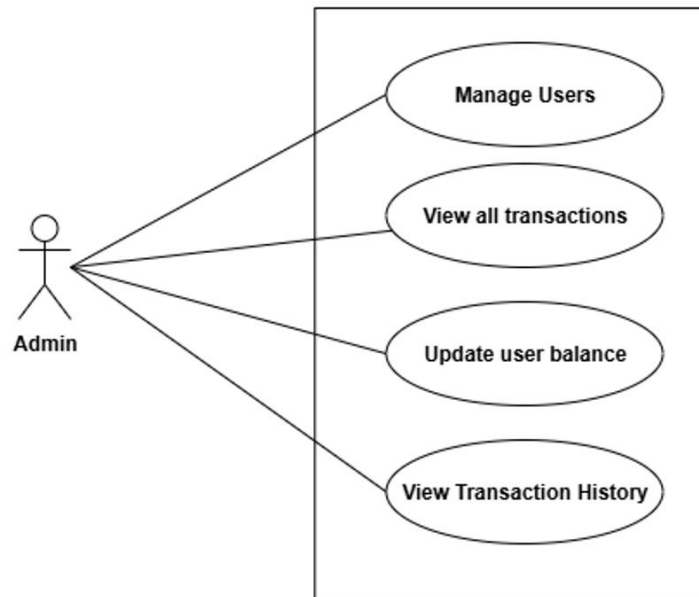 Manage Users
View all transactions
Admin
Update user balance
View Transaction History